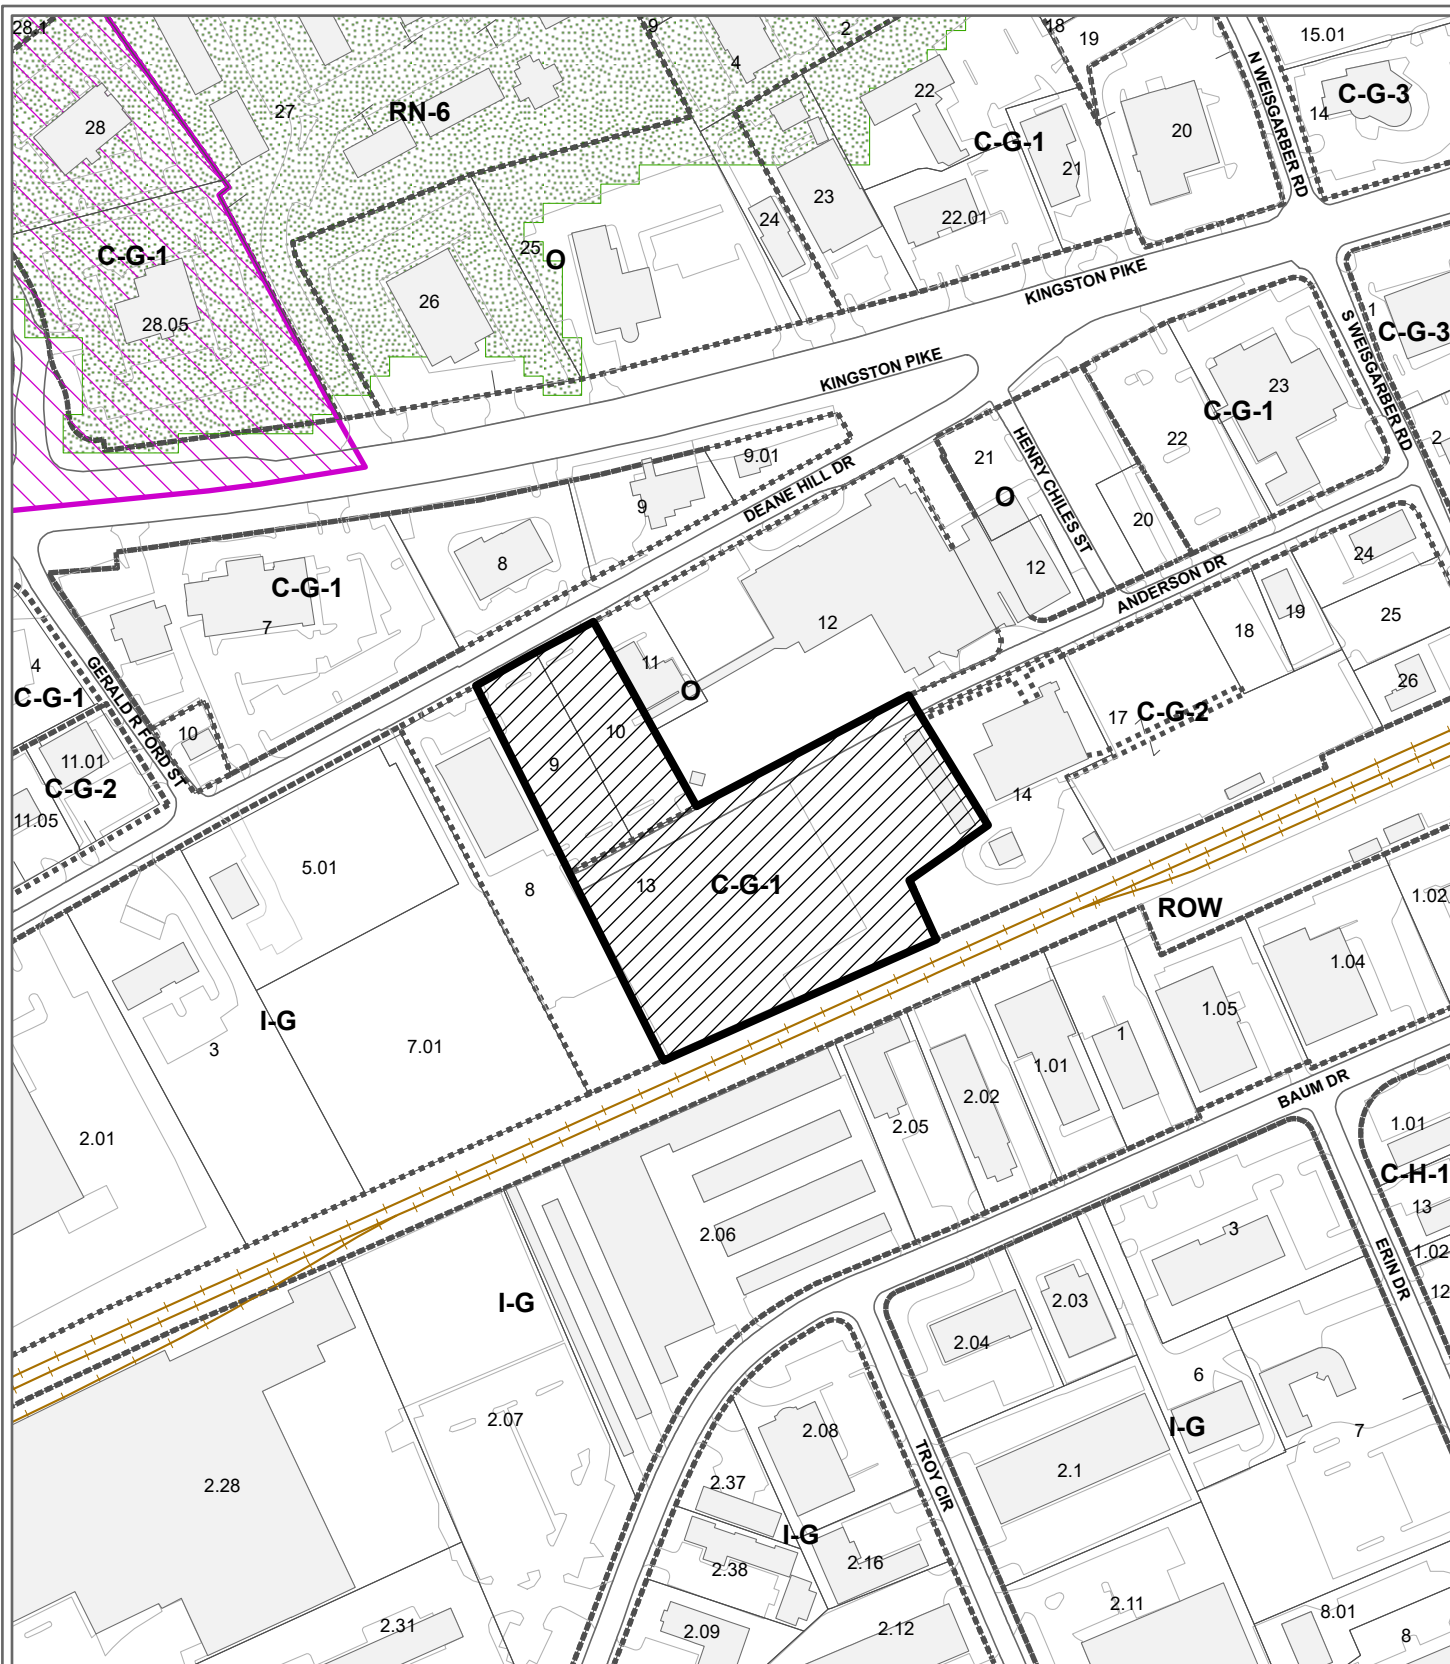 28.1
9
2
18
19
15.01
4
22
C-G-3
27
RN-6
N WEISGARBER RD
14
28
20
C-G-1
21
23
24
22.01
25
O
C-G-1
KINGSTON PIKE
26
28.05
1
C-G-3
S WEISGARBER RD
KINGSTON PIKE
23
C-G-1
22
2
9.01
21
HENRY CHILES ST
DEANE HILL DR
O
9
20
24
8
12
ANDERSON DR
C-G-1
19
25
7
12
18
4
11
26
GERALD R FORD ST
C-G-1
O
17
C-G-2
10
10
11.01
9
C-G-2
14
11.05
5.01
8
13
C-G-1
1.02
ROW
1.04
1.05
I-G
3
7.01
1
1.01
BAUM DR
2.02
2.05
1.01
2.01
C-H-1
13
3
2.06
1.02
ERIN DR
12
2.03
I-G
2.04
6
2.07
7
I-G
2.08
2.1
TROY CIR
2.28
2.37
I-G
2.16
2.38
2.11
8.01
2.31
2.09
2.12
8